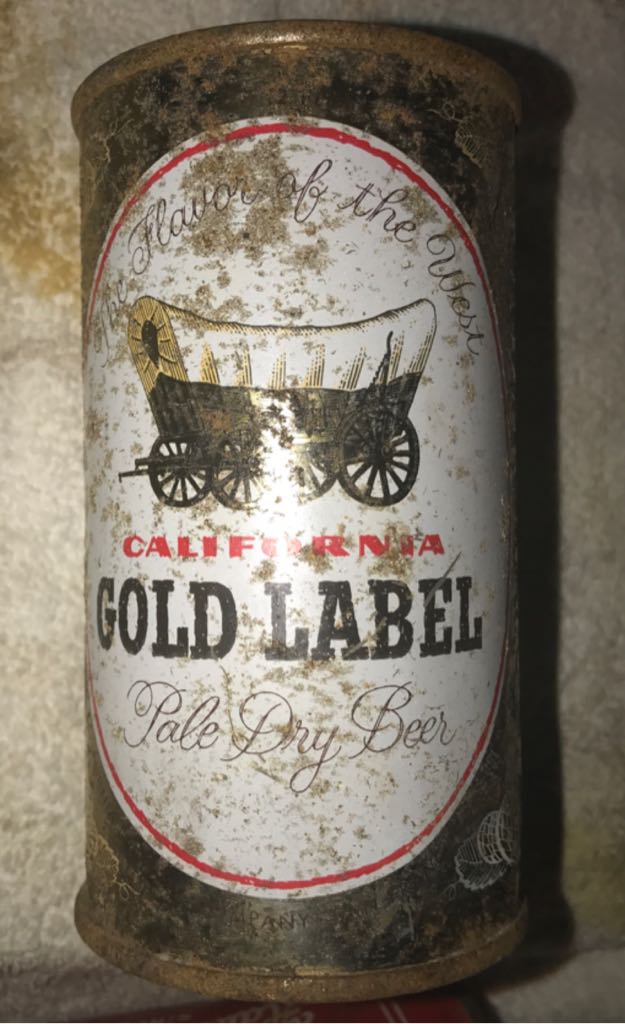 The Flavor of the West
CALIFORNIA
GOLD LABEL
Pale Dry Beer